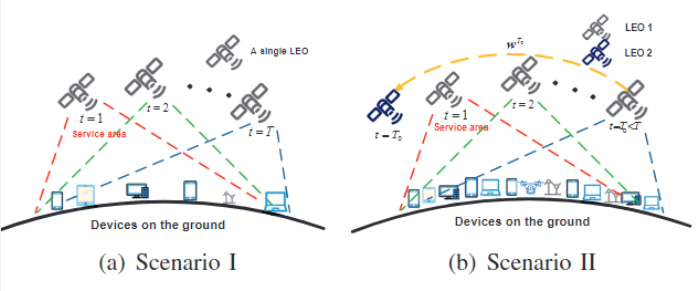 A single LEO
t=1
t=2
t=T
Service area
Devices on the ground
(a) Scenario I
LEO 1
LEO 2
w^{T_0}
t=1
t=2
t=T_0<T
Service area
t=T_0
Devices on the ground
(b) Scenario II